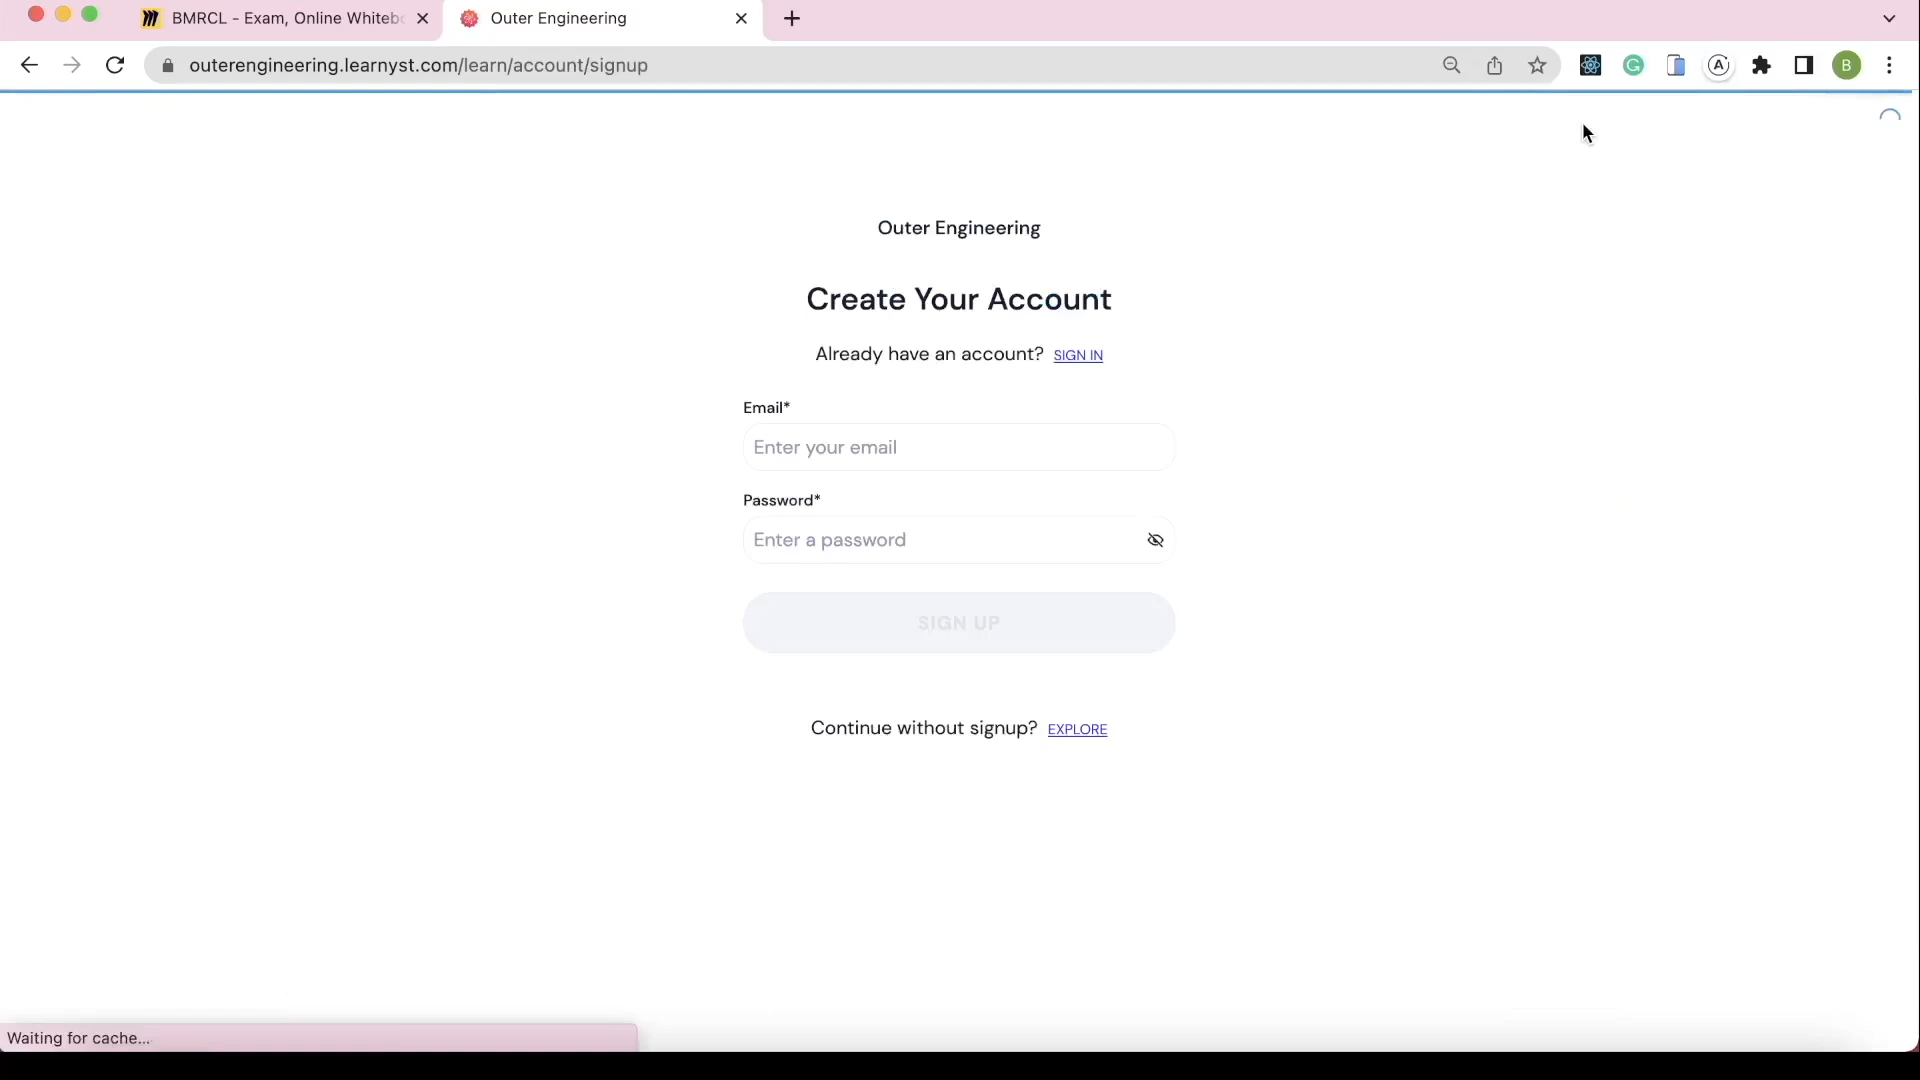 BMRCL - Exam, Online Whitebo
Outer Engineering
outerengineering.learnyst.com/learn/account/signup
B
Outer Engineering
Create Your Account
Already have an account? SIGN IN
Email*
Enter your email
Password*
Enter a password
SIGN UP
Continue without signup? EXPLORE
Waiting for cache...